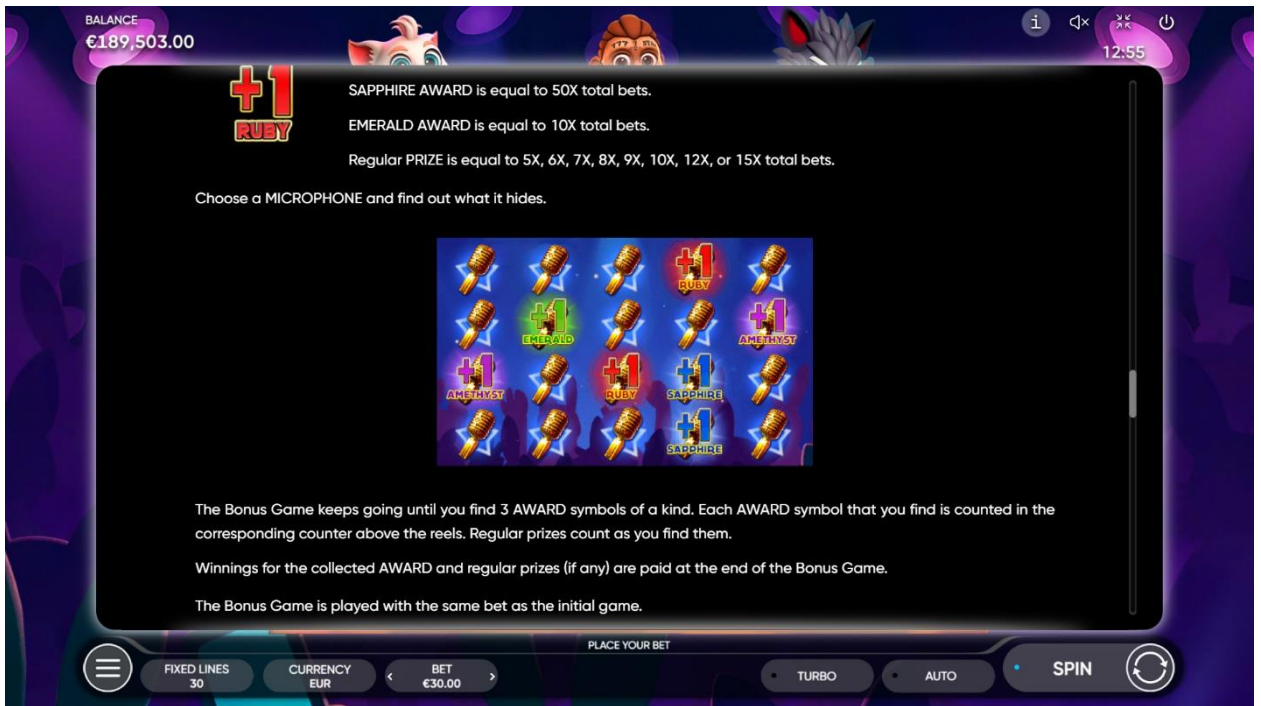 BALANCE
€189,503.00
i
12:55
777
+1
RUBY
SAPPHIRE AWARD is equal to 50X total bets.
EMERALD AWARD is equal to 10X total bets.
Regular PRIZE is equal to 5X, 6X, 7X, 8X, 9X, 10X, 12X, or 15X total bets.
Choose a MICROPHONE and find out what it hides.
+1
RUBY
+1
EMERALD
+1
AMETHYST
+1
AMETHYST
+1
RUBY
+1
SAPPHIRE
+1
SAPPHIRE
The Bonus Game keeps going until you find 3 AWARD symbols of a kind. Each AWARD symbol that you find is counted in the
corresponding counter above the reels. Regular prizes count as you find them.
Winnings for the collected AWARD and regular prizes (if any) are paid at the end of the Bonus Game.
The Bonus Game is played with the same bet as the initial game.
PLACE YOUR BET
FIXED LINES
30
CURRENCY
EUR
BET
€30.00
TURBO
AUTO
SPIN